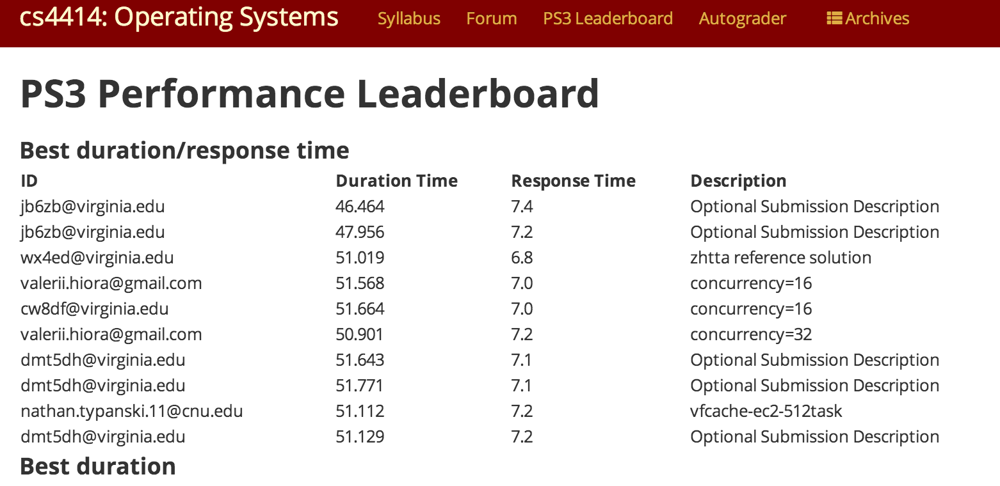 cs4414: Operating Systems Syllabus Forum PS3 Leaderboard Autograder Archives
PS3 Performance Leaderboard
Best duration/response time
ID Duration Time Response Time Description
jb6zb@virginia.edu 46.464 7.4 Optional Submission Description
jb6zb@virginia.edu 47.956 7.2 Optional Submission Description
wx4ed@virginia.edu 51.019 6.8 zhtta reference solution
valerii.hiora@gmail.com 51.568 7.0 concurrency=16
cw8df@virginia.edu 51.664 7.0 concurrency=16
valerii.hiora@gmail.com 50.901 7.2 concurrency=32
dmt5dh@virginia.edu 51.643 7.1 Optional Submission Description
dmt5dh@virginia.edu 51.771 7.1 Optional Submission Description
nathan.typanski.11@cnu.edu 51.112 7.2 vfcache-ec2-512task
dmt5dh@virginia.edu 51.129 7.2 Optional Submission Description
Best duration